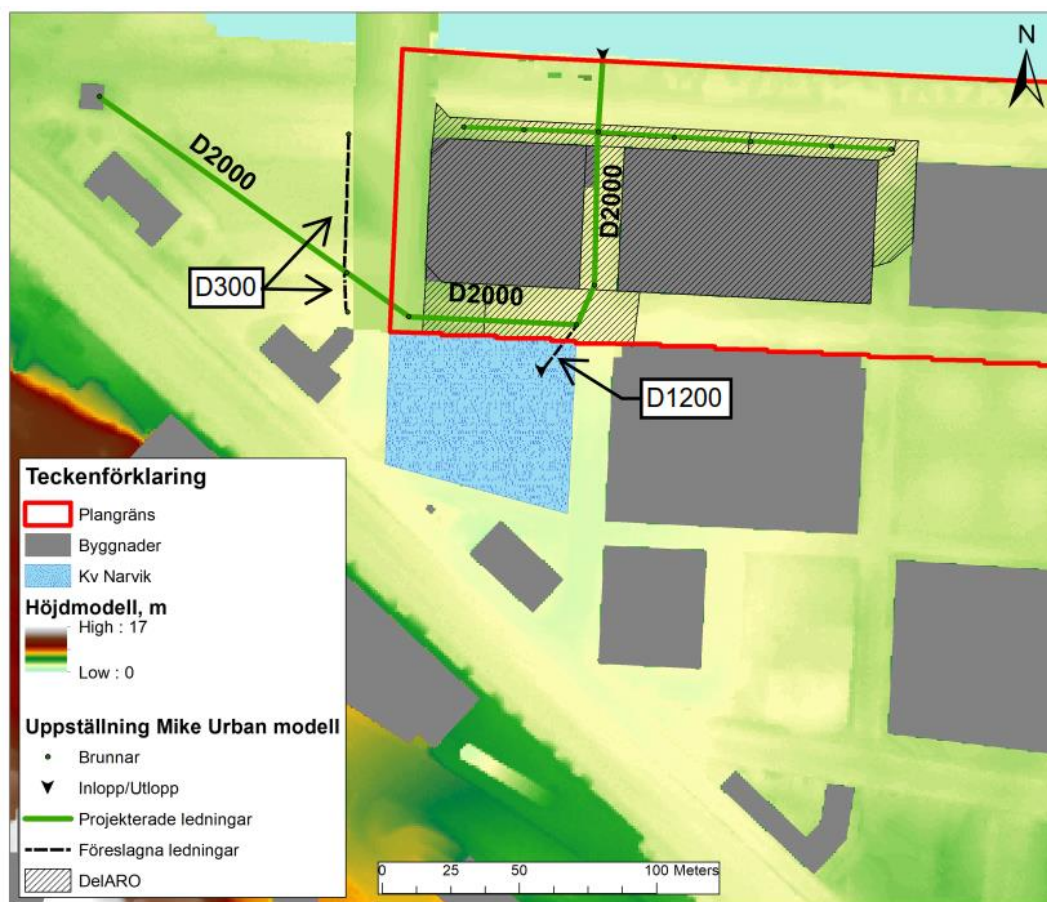 N
D2000
D2000
D300
D2000
D1200
Teckenförklaring
Plangräns
Byggnader
Kv Narvik
Höjdmodell, m
High : 17
Low : 0
Uppställning Mike Urban modell
Brunnar
Inlopp/Utlopp
Projekterade ledningar
Föreslagna ledningar
DelARO
0 25 50 100 Meters